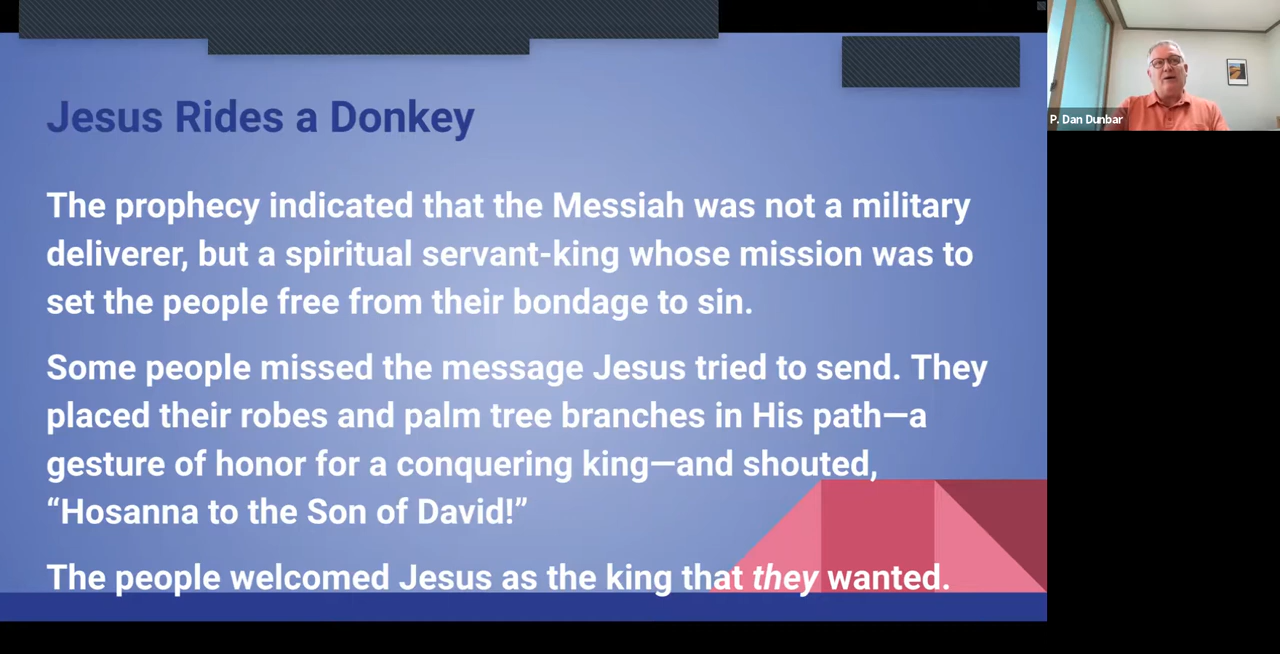 Jesus Rides a Donkey
The prophecy indicated that the Messiah was not a military
deliverer, but a spiritual servant-king whose mission was to
set the people free from their bondage to sin.
Some people missed the message Jesus tried to send. They
placed their robes and palm tree branches in His path—a
gesture of honor for a conquering king—and shouted,
“Hosanna to the Son of David!”
The people welcomed Jesus as the king that they wanted.
P. Dan Dunbar